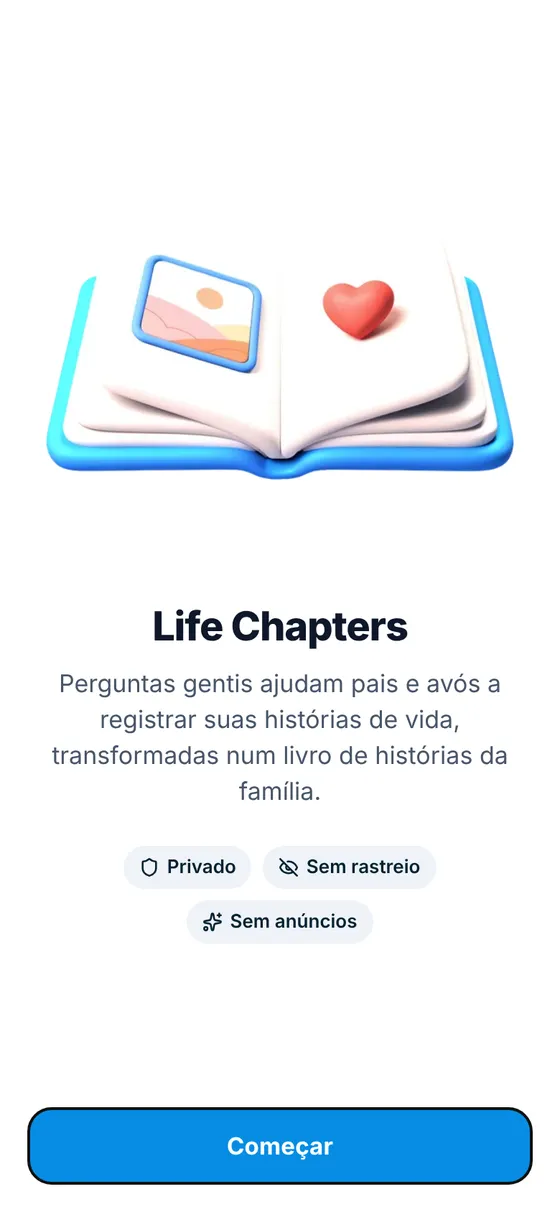 Life Chapters
Perguntas gentis ajudam pais e avós a
registrar suas histórias de vida,
transformadas num livro de histórias da
família.
Privado
Sem rastreio
Sem anúncios
Começar